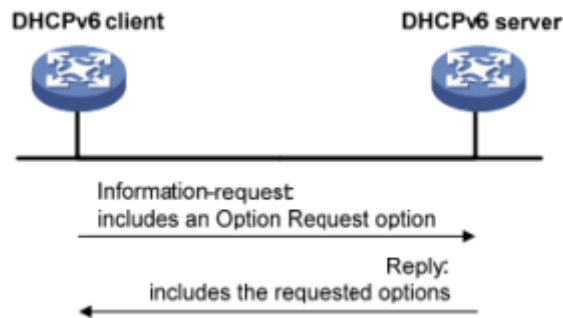 DHCPv6 client
DHCPv6 server
Information-request
includes an Option Request option
Reply:
includes the requested options